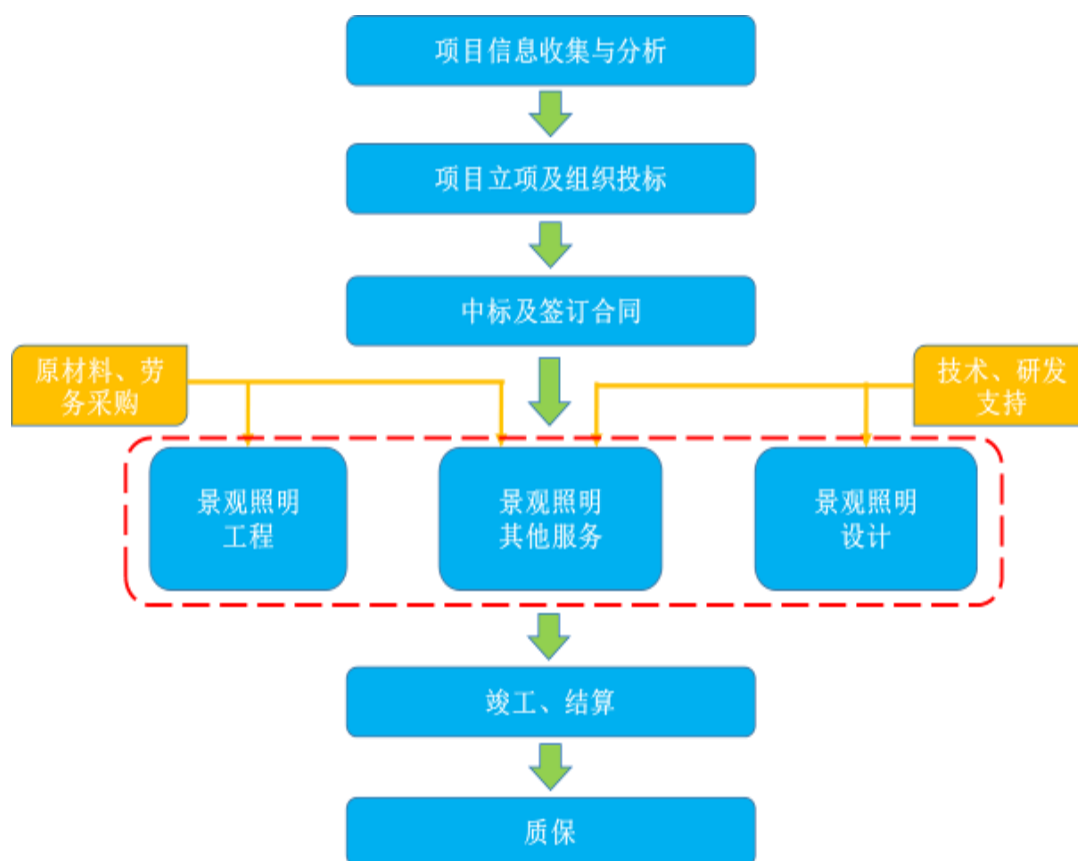 项目信息收集与分析
项目立项及组织投标
中标及签订合同
原材料、劳
务采购
技术、研发
支持
景观照明
工程
景观照明
其他服务
景观照明
设计
竣工、结算
质保